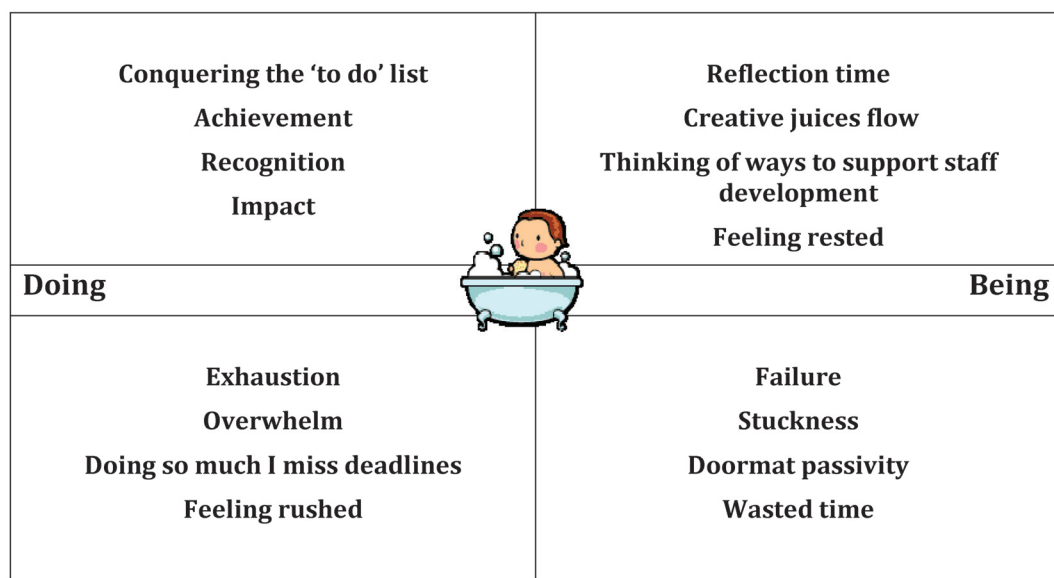 Conquering the ‘to do’ list
Achievement
Recognition
Impact
Reflection time
Creative juices flow
Thinking of ways to support staff
development
Feeling rested
Doing
Being
Exhaustion
Overwhelm
Doing so much I miss deadlines
Feeling rushed
Failure
Stuckness
Doormat passivity
Wasted time